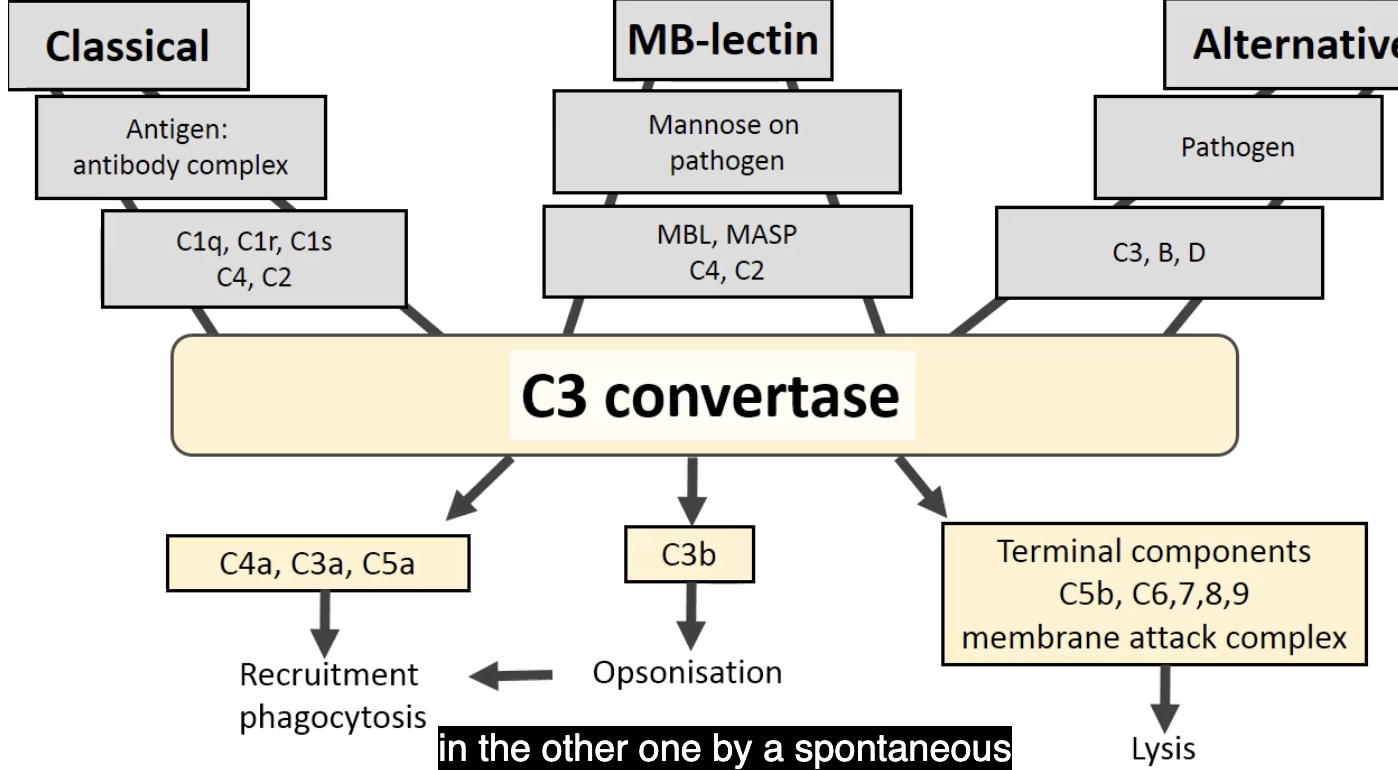 Classical
MB-lectin
Alternative
Antigen:
antibody complex
Mannose on
pathogen
Pathogen
C1q, C1r, C1s
C4, C2
MBL, MASP
C4, C2
C3, B, D
C3 convertase
C4a, C3a, C5a
C3b
Terminal components
C5b, C6,7,8,9
membrane attack complex
Recruitment
phagocytosis
Opsonisation
Lysis
in the other one by a spontaneous